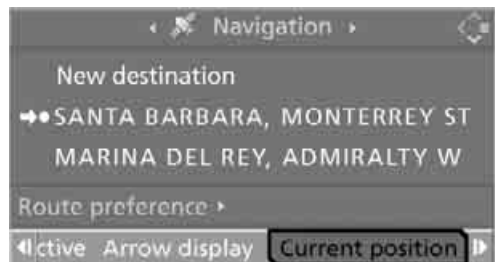 Navigation
New destination
SANTA BARBARA, MONTERREY ST
MARINA DEL REY, ADMIRALTY W
Route preference
ctive Arrow display Current position